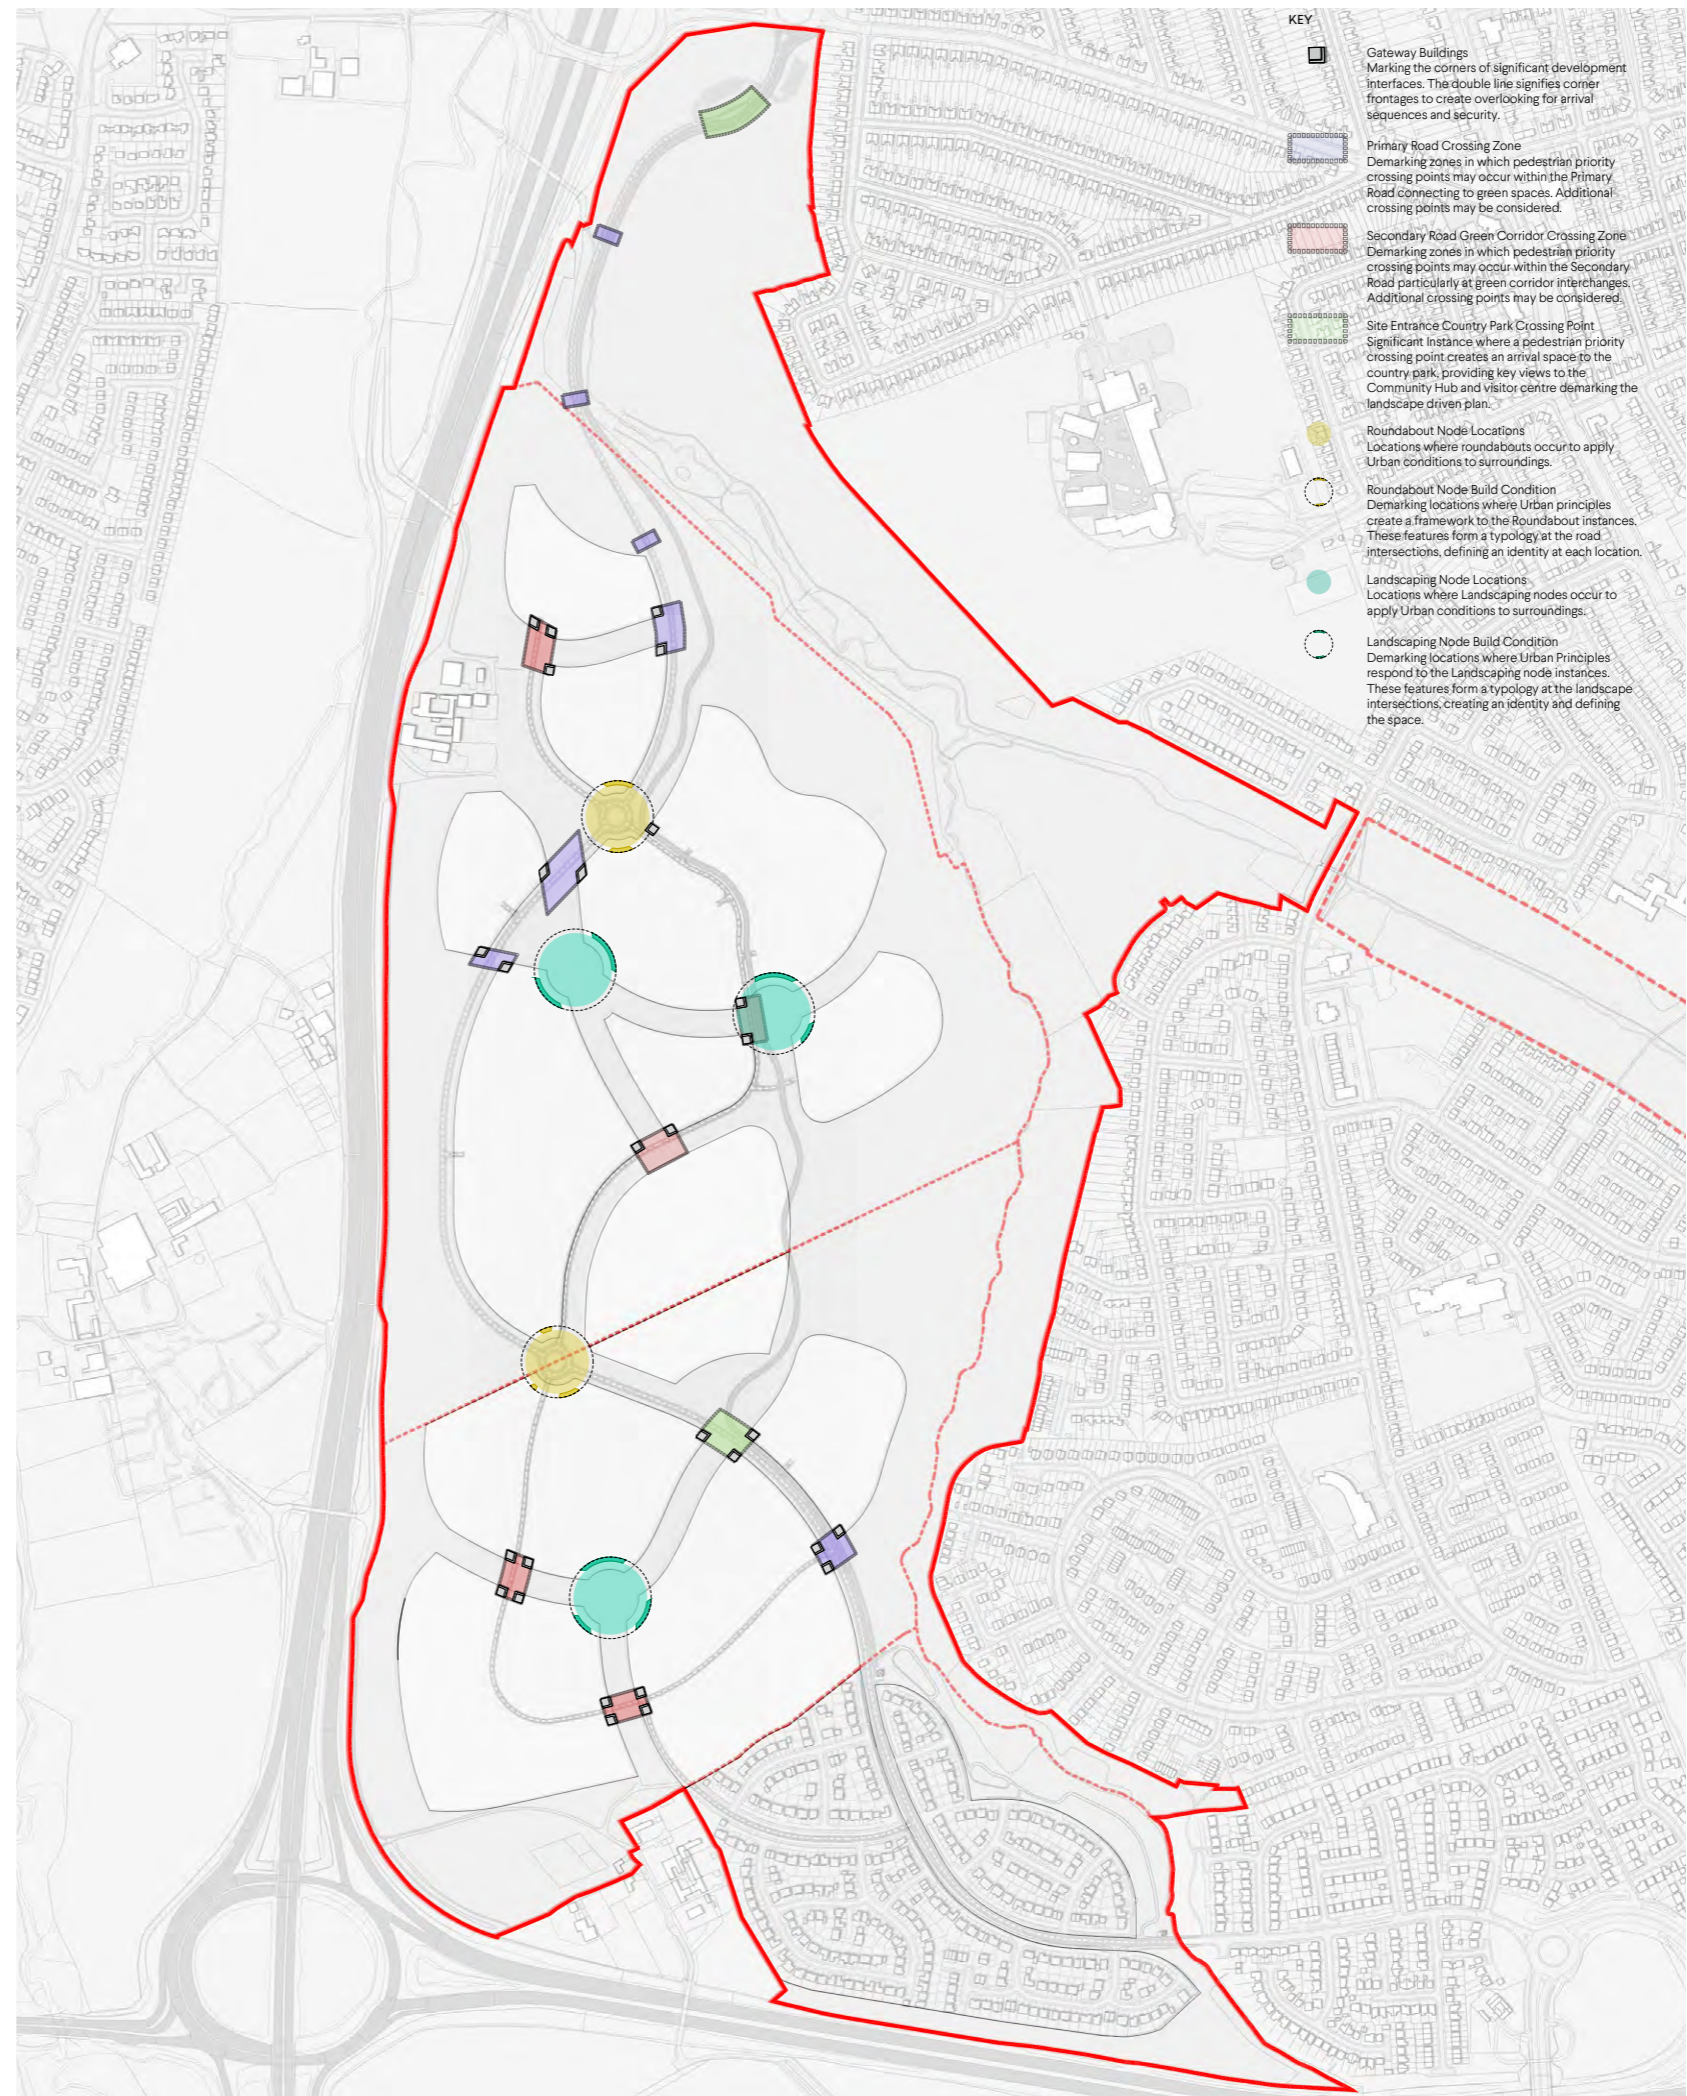 KEY
Gateway Buildings
Marking the corners of significant development
interfaces. The double line signifies corner
frontages to create overlooking for arrival
sequences and security.
Primary Road Crossing Zone
Demarking zones in which pedestrian priority
crossing points may occur within the Primary
Road connecting to green spaces. Additional
crossing points may be considered.
Secondary Road Green Corridor Crossing Zone
Demarking zones in which pedestrian priority
crossing points may occur within the Secondary
Road particularly at green corridor interchanges.
Additional crossing points may be considered.
Site Entrance Country Park Crossing Point
Significant Instance where a pedestrian priority
crossing point creates an arrival space to the
country park, providing key views to the
Community Hub and visitor centre demarking the
landscape driven plan.
Roundabout Node Locations
Locations where roundabouts occur to apply
Urban conditions to surroundings.
Roundabout Node Build Condition
Demarking locations where Urban principles
create a framework to the Roundabout instances.
These features form a typology at the road
intersections, defining an identity at each location.
Landscaping Node Locations
Locations where Landscaping nodes occur to
apply Urban conditions to surroundings.
Landscaping Node Build Condition
Demarking locations where Urban Principles
respond to the Landscaping node instances.
These features form a typology at the landscape
intersections, creating an identity and defining
the space.